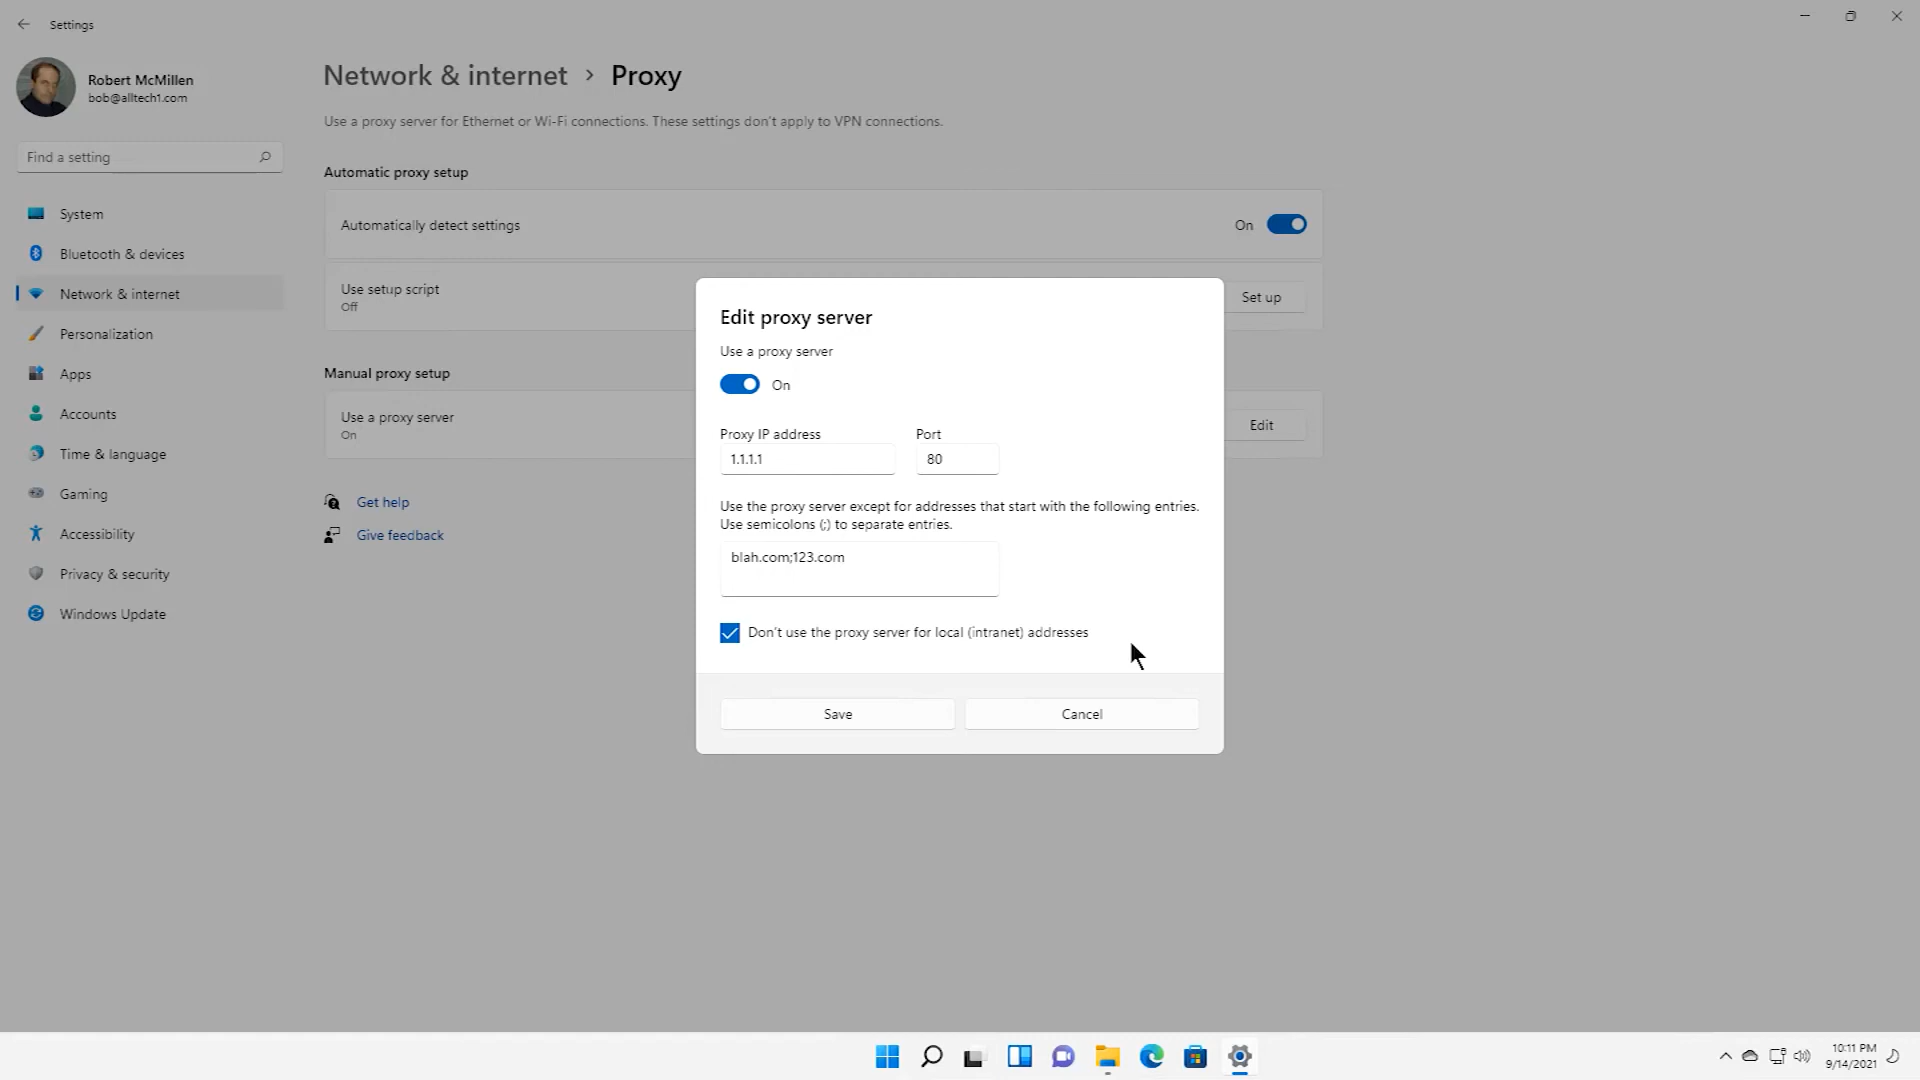 Settings
Robert McMillen
bob@alltech1.com
Find a setting
System
Bluetooth & devices
Network & internet
Personalization
Apps
Accounts
Time & language
Gaming
Accessibility
Privacy & security
Windows Update
Network & internet > Proxy
Use a proxy server for Ethernet or Wi-Fi connections. These settings don't apply to VPN connections.
Automatic proxy setup
Automatically detect settings
On
Use setup script
Off
Set up
Manual proxy setup
Use a proxy server
On
Edit
Get help
Give feedback
Edit proxy server
Use a proxy server
On
Proxy IP address
Port
1.1.1.1
80
Use the proxy server except for addresses that start with the following entries.
Use semicolons (;) to separate entries.
blah.com;123.com
Don't use the proxy server for local (intranet) addresses
Save
Cancel
10:11 PM
9/14/2021